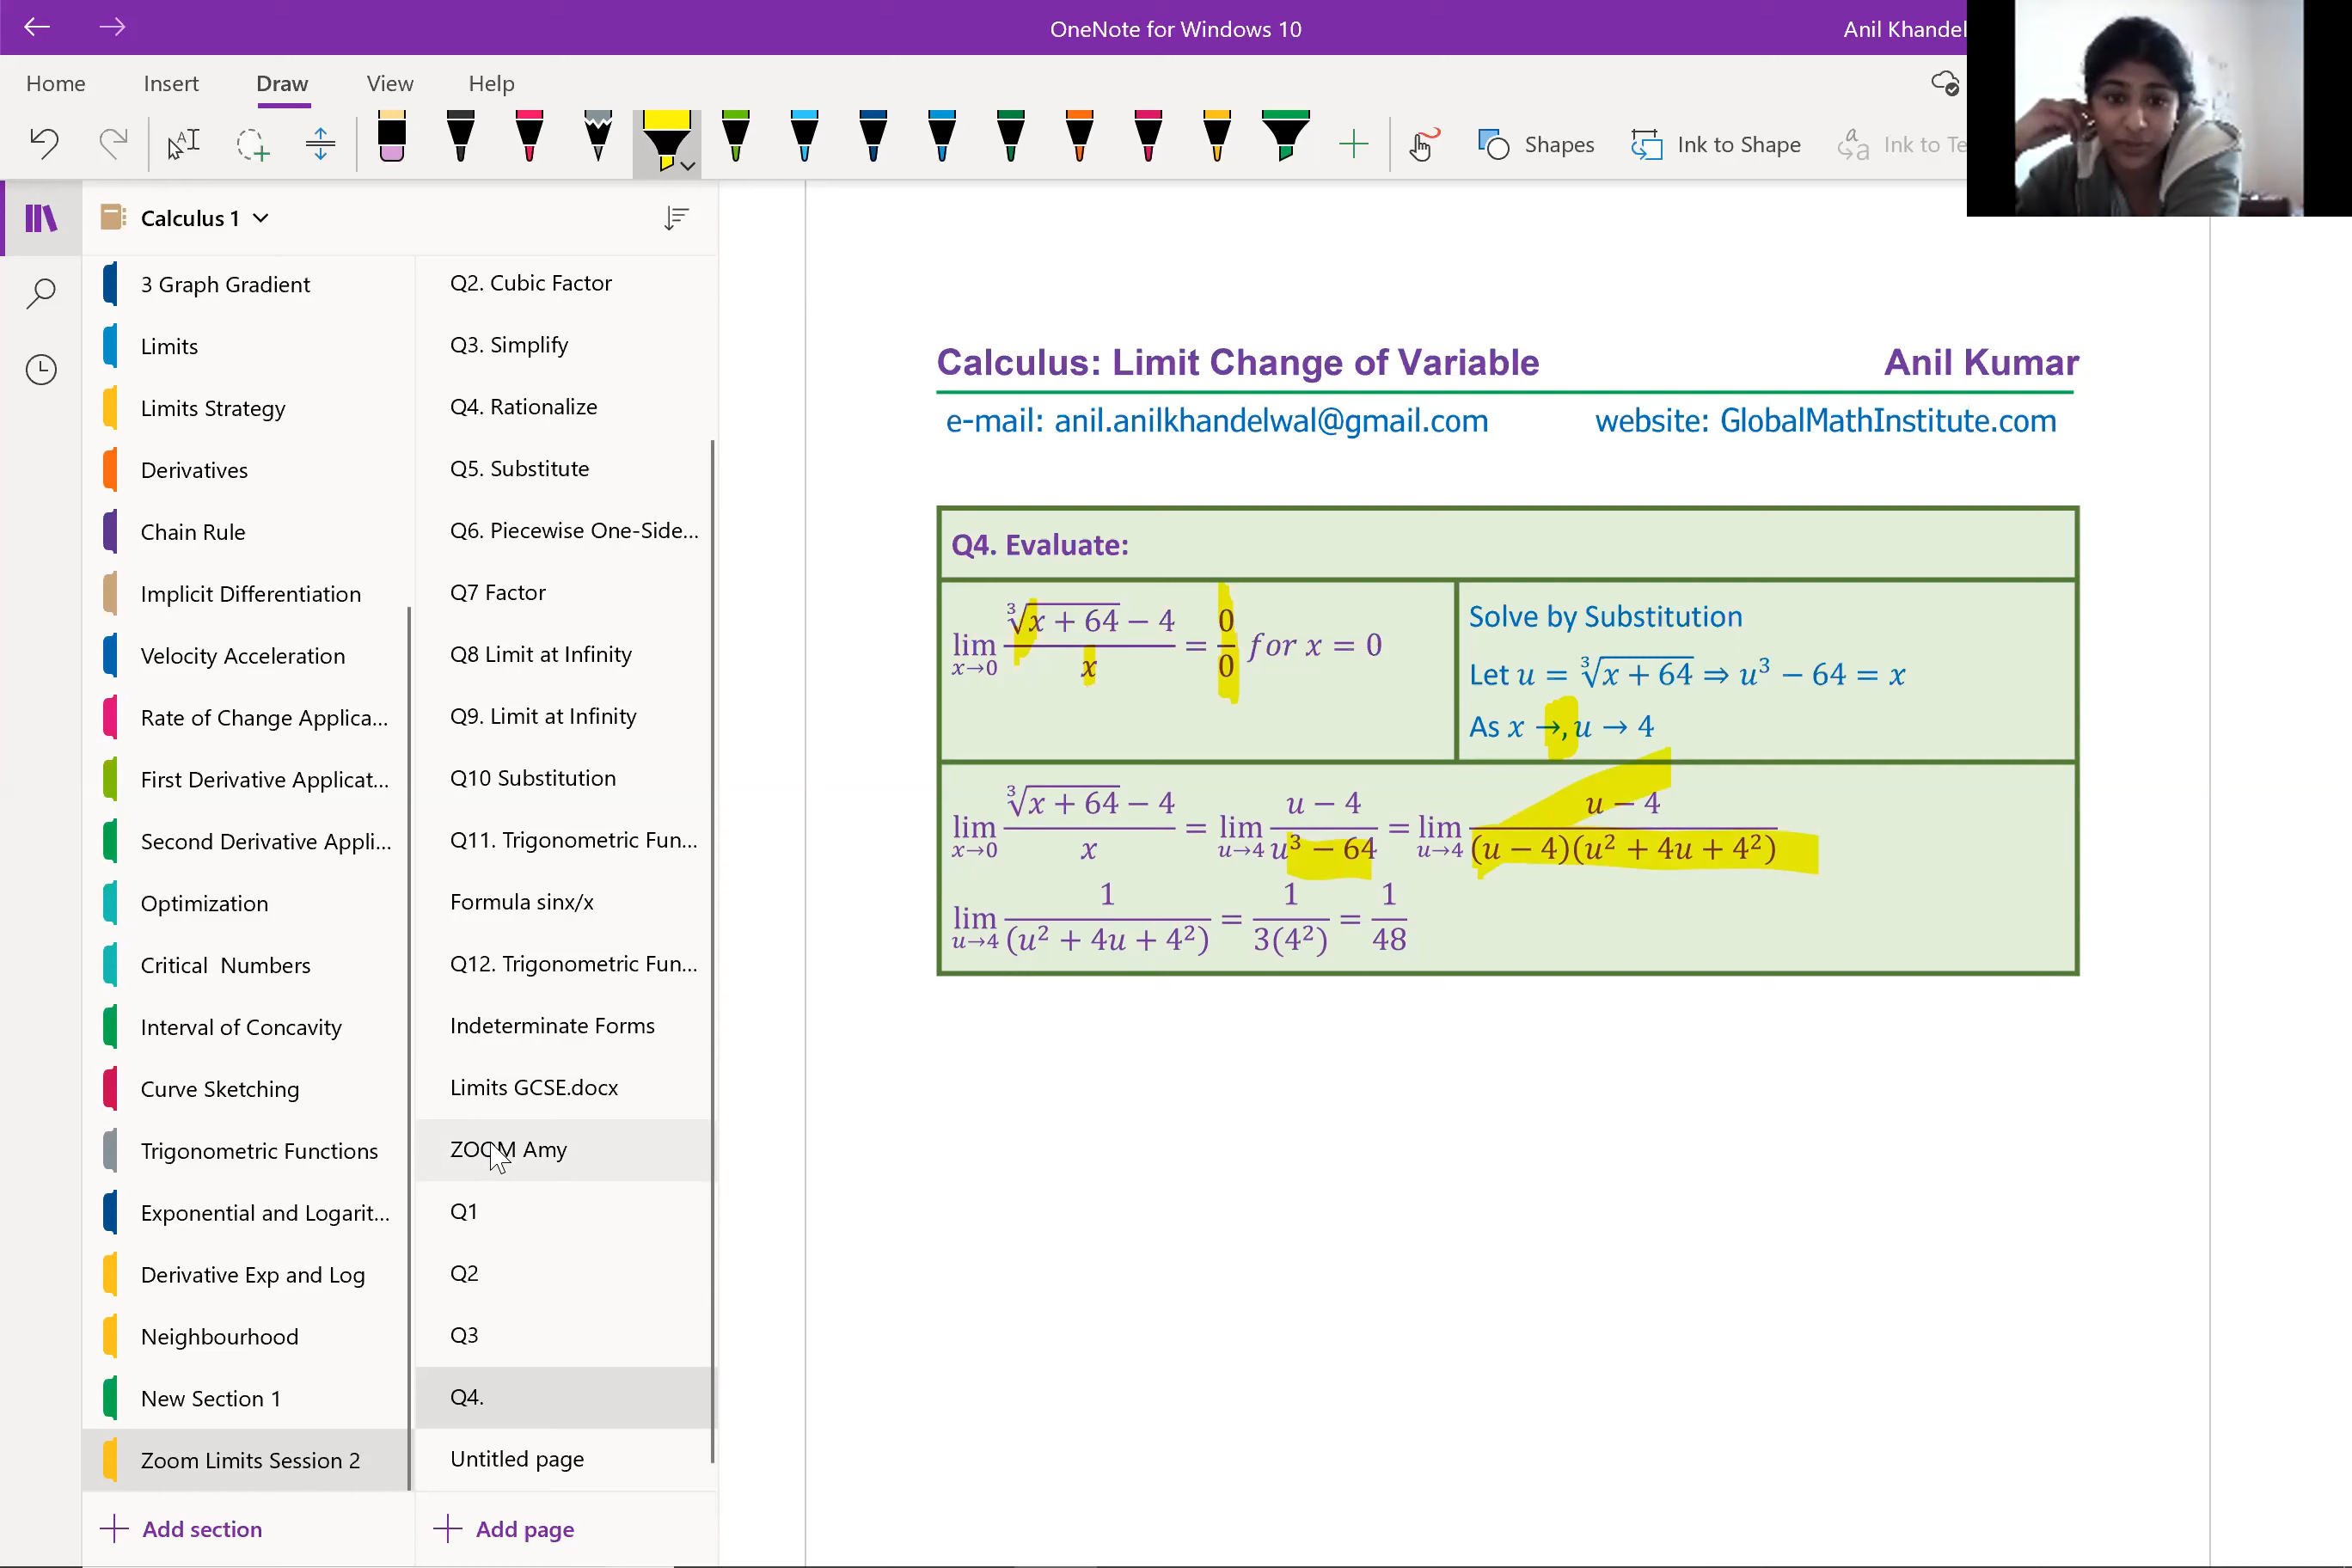 OneNote for Windows 10
Anil Khandel
Home Insert Draw View Help
Shapes Ink to Shape Ink to Te
Calculus 1
3 Graph Gradient
Limits
Limits Strategy
Derivatives
Chain Rule
Implicit Differentiation
Velocity Acceleration
Rate of Change Applica...
First Derivative Applicat...
Second Derivative Appli...
Optimization
Critical Numbers
Interval of Concavity
Curve Sketching
Trigonometric Functions
Exponential and Logarit...
Derivative Exp and Log
Neighbourhood
New Section 1
Zoom Limits Session 2
Add section
Q2. Cubic Factor
Q3. Simplify
Q4. Rationalize
Q5. Substitute
Q6. Piecewise One-Side...
Q7 Factor
Q8 Limit at Infinity
Q9. Limit at Infinity
Q10 Substitution
Q11. Trigonometric Fun...
Formula sinx/x
Q12. Trigonometric Fun...
Indeterminate Forms
Limits GCSE.docx
ZOOM Amy
Q1
Q2
Q3
Q4.
Untitled page
Add page
Calculus: Limit Change of Variable Anil Kumar
e-mail: anil.anilkhandelwal@gmail.com website: GlobalMathInstitute.com
Q4. Evaluate:
lim x→0 (∛(x + 64) − 4)/x = 0/0 for x = 0
Solve by Substitution
Let u = ∛(x + 64) ⇒ u³ − 64 = x
As x →, u → 4
lim x→0 (∛(x + 64) − 4)/x = lim u→4 (u − 4)/(u³ − 64) = lim u→4 (u − 4)/((u − 4)(u² + 4u + 4²))
lim u→4 1/(u² + 4u + 4²) = 1/(3(4²)) = 1/48